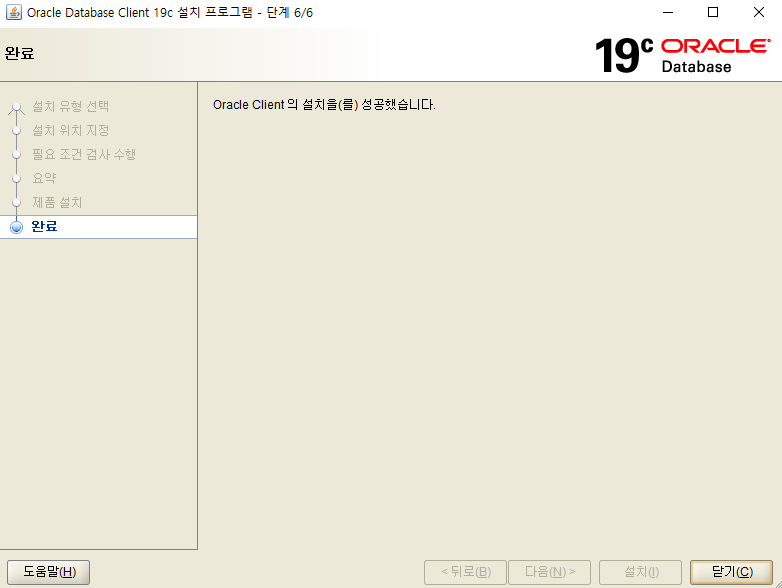 Oracle Database Client 19c 설치 프로그램 - 단계 6/6
완료
19c ORACLE
Database
설치 유형 선택
설치 위치 지정
필요 조건 검사 수행
요약
제품 설치
완료
Oracle Client 의 설치을(를) 성공했습니다.
도움말(H)
< 뒤로(B)
다음(N) >
설치(I)
닫기(C)